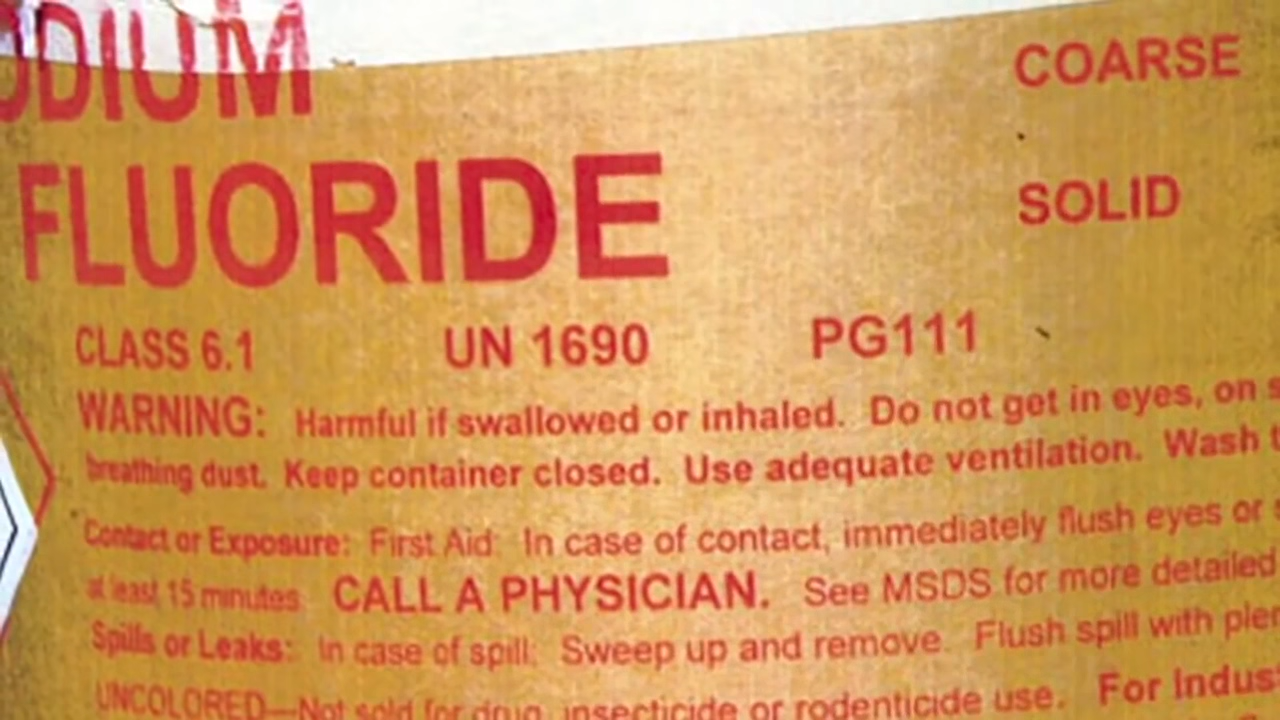 ODIUM
COARSE
FLUORIDE
SOLID
CLASS 6.1 UN 1690 PG111
WARNING: Harmful if swallowed or inhaled. Do not get in eyes, on s
breathing dust. Keep container closed. Use adequate ventilation. Wash t
Contact or Exposure: First Aid: In case of contact, immediately flush eyes or s
at least 15 minutes. CALL A PHYSICIAN. See MSDS for more detailed
Spills or Leaks: In case of spill: Sweep up and remove. Flush spill with plen
UNCOLORED—Not sold for drug, insecticide or rodenticide use. For Indus